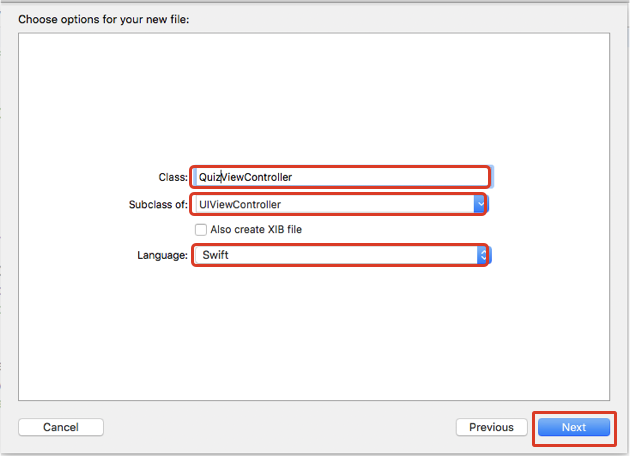 Choose options for your new file:
Class: QuizViewController
Subclass of: UIViewController
Also create XIB file
Language: Swift
Cancel Previous Next